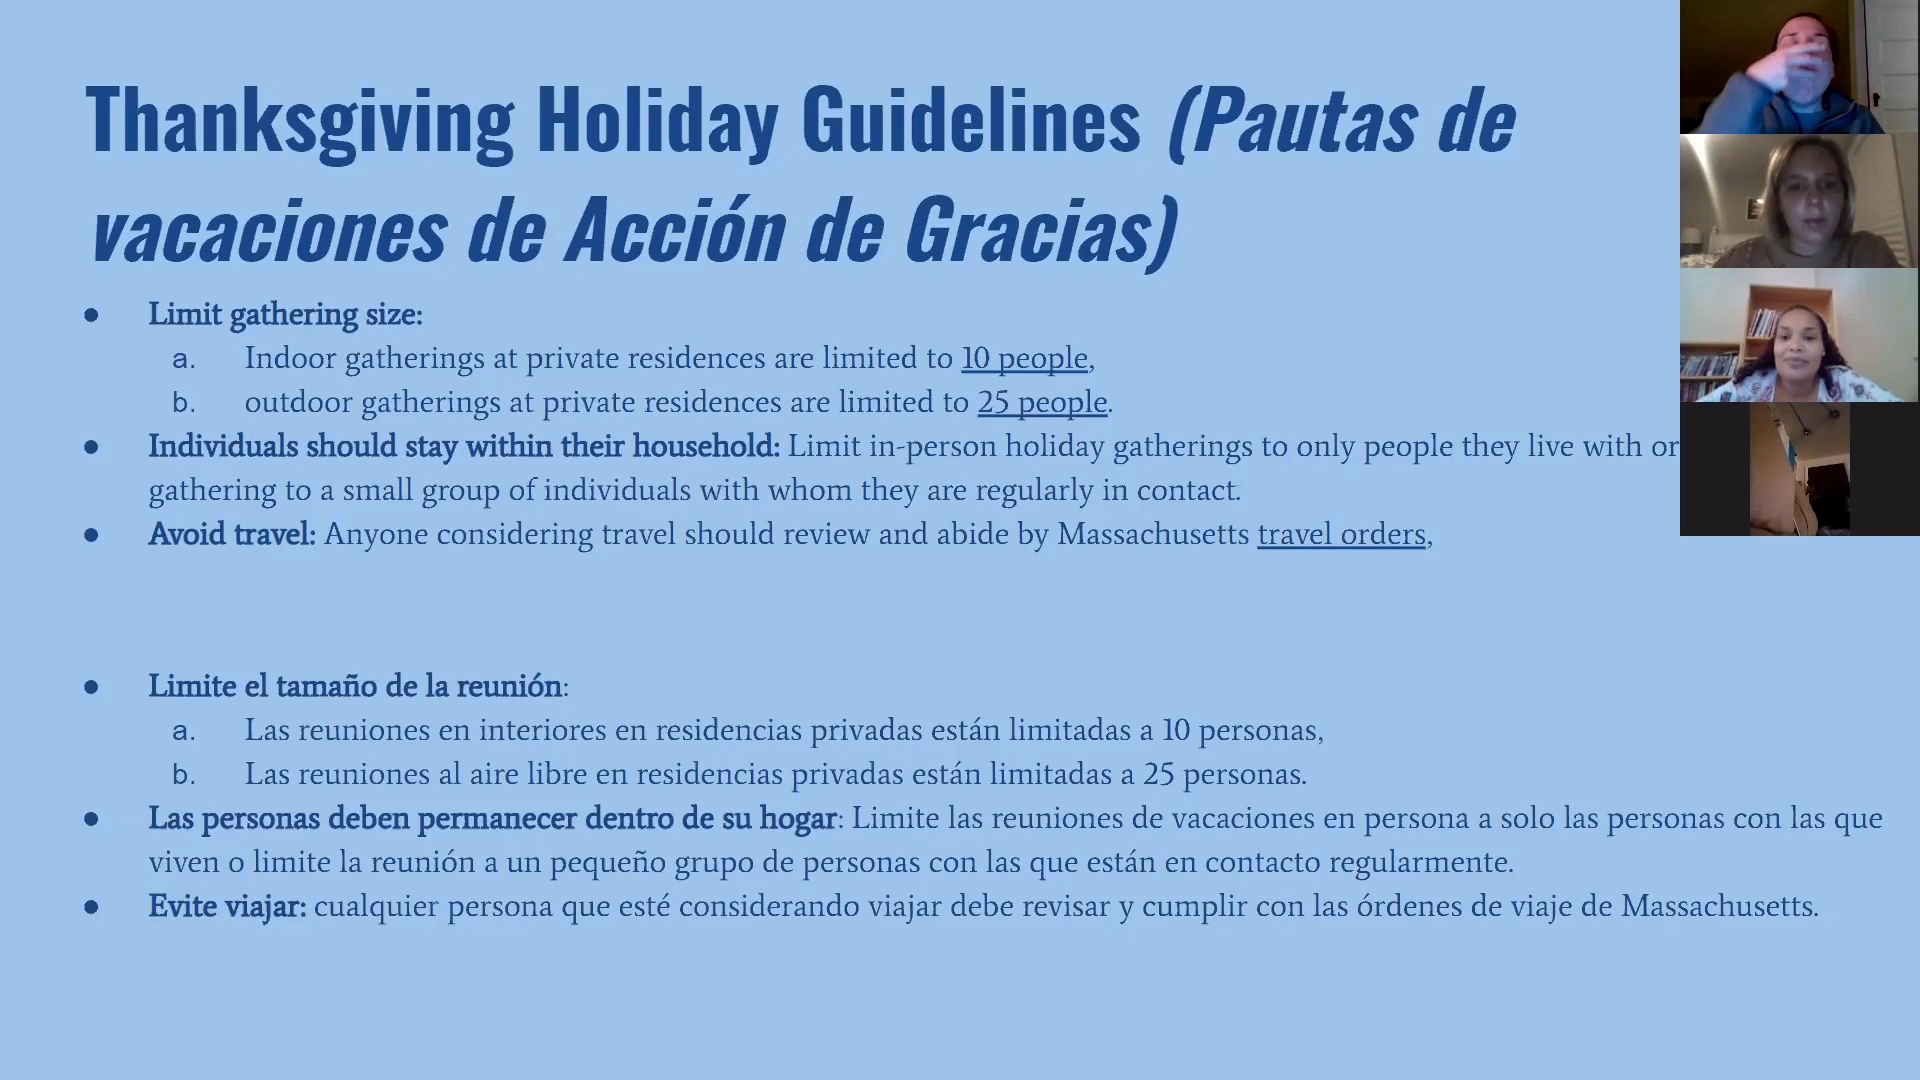 Thanksgiving Holiday Guidelines (Pautas de
vacaciones de Acción de Gracias)
● Limit gathering size:
a. Indoor gatherings at private residences are limited to 10 people,
b. outdoor gatherings at private residences are limited to 25 people.
● Individuals should stay within their household: Limit in-person holiday gatherings to only people they live with or
gathering to a small group of individuals with whom they are regularly in contact.
● Avoid travel: Anyone considering travel should review and abide by Massachusetts travel orders,
● Limite el tamaño de la reunión:
a. Las reuniones en interiores en residencias privadas están limitadas a 10 personas,
b. Las reuniones al aire libre en residencias privadas están limitadas a 25 personas.
● Las personas deben permanecer dentro de su hogar: Limite las reuniones de vacaciones en persona a solo las personas con las que
viven o limite la reunión a un pequeño grupo de personas con las que están en contacto regularmente.
● Evite viajar: cualquier persona que esté considerando viajar debe revisar y cumplir con las órdenes de viaje de Massachusetts.